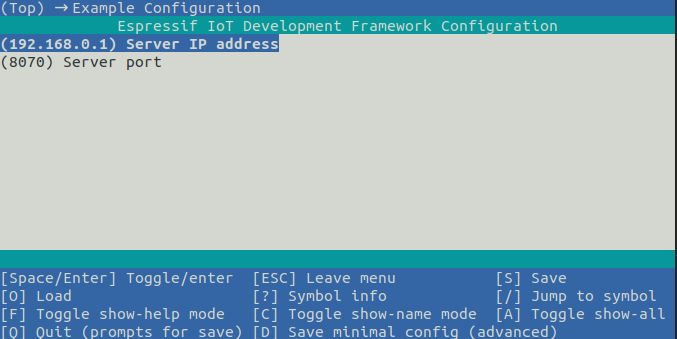 (Top) → Example Configuration
Espressif IoT Development Framework Configuration
(192.168.0.1) Server IP address
(8070) Server port
[Space/Enter] Toggle/enter [ESC] Leave menu [S] Save
[O] Load [?] Symbol info [/] Jump to symbol
[F] Toggle show-help mode [C] Toggle show-name mode [A] Toggle show-all
[Q] Quit (prompts for save) [D] Save minimal config (advanced)